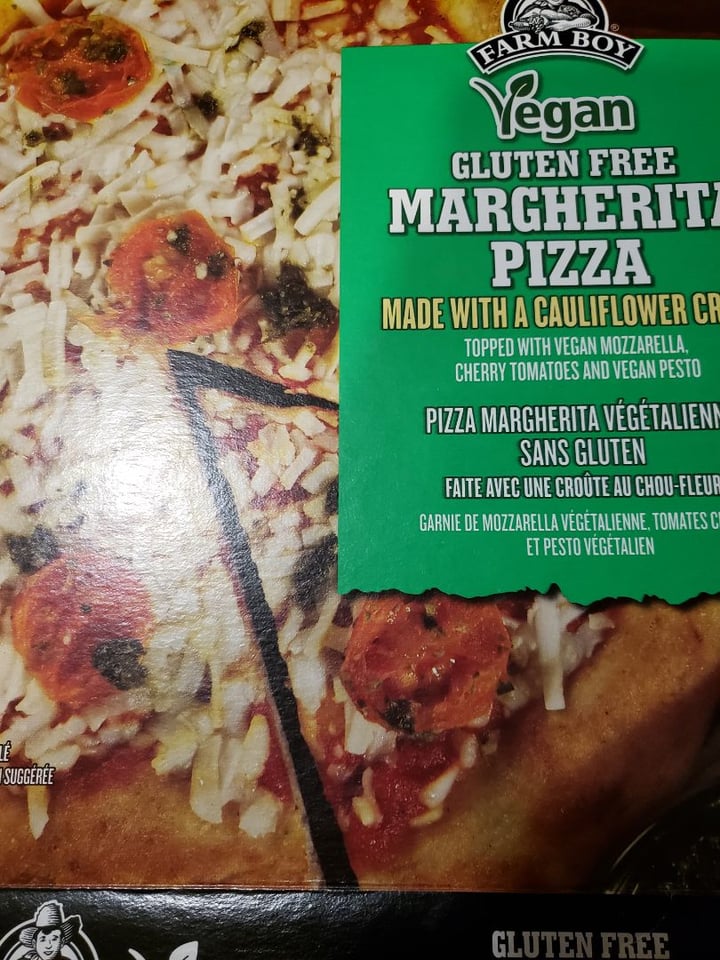 FARM BOY
Vegan
GLUTEN FREE
MARGHERITA
PIZZA
MADE WITH A CAULIFLOWER CR
TOPPED WITH VEGAN MOZZARELLA,
CHERRY TOMATOES AND VEGAN PESTO
PIZZA MARGHERITA VÉGÉTALIENN
SANS GLUTEN
FAITE AVEC UNE CROÛTE AU CHOU-FLEUR
GARNIE DE MOZZARELLA VÉGÉTALIENNE, TOMATES C
ET PESTO VÉGÉTALIEN
LÉ
SUGGÉRÉE
GLUTEN FREE